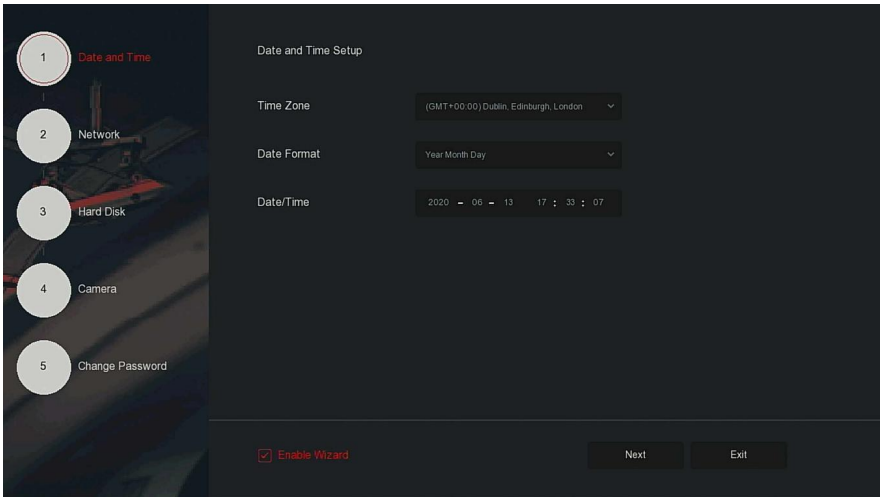 1 Date and Time
2 Network
3 Hard Disk
4 Camera
5 Change Password
Date and Time Setup
Time Zone (GMT+00:00) Dublin, Edinburgh, London
Date Format Year Month Day
Date/Time 2020 - 06 - 13 17 : 33 : 07
Enable Wizard Next Exit